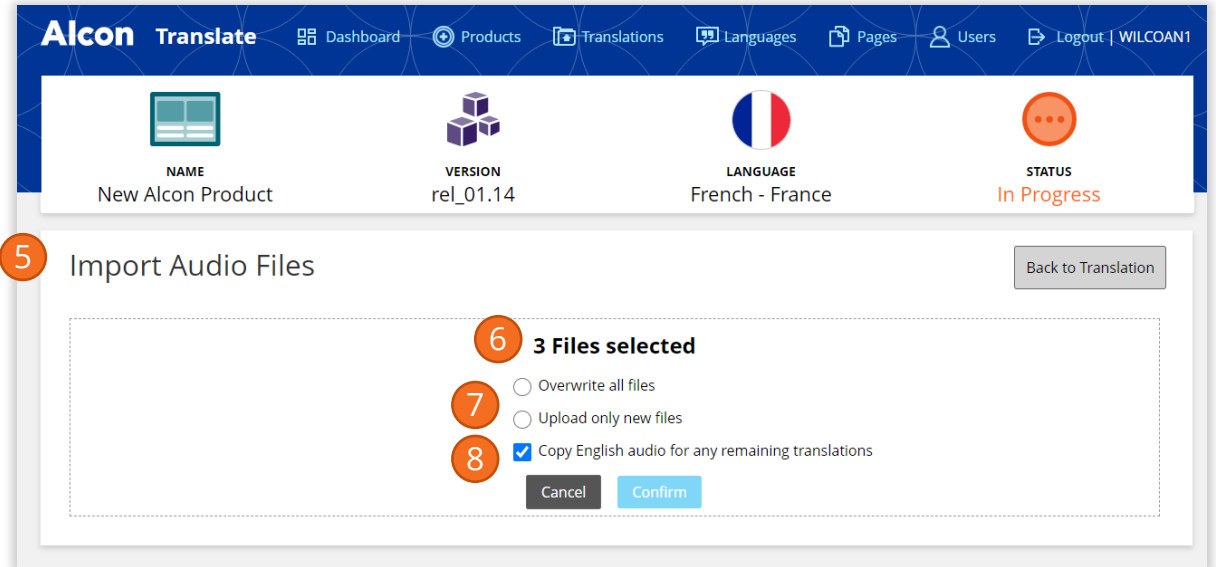 Alcon Translate Dashboard Products Translations Languages Pages Users Logout | WILCOAN1
NAME VERSION LANGUAGE STATUS
New Alcon Product rel_01.14 French - France In Progress
5 Import Audio Files Back to Translation
6 3 Files selected
Overwrite all files
7
Upload only new files
8 Copy English audio for any remaining translations
Cancel Confirm